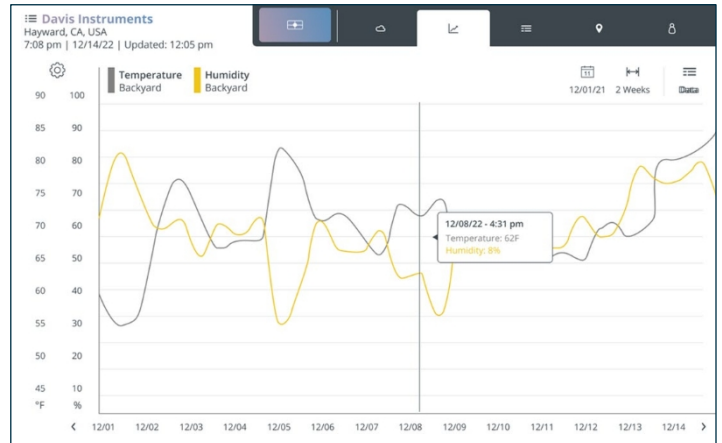 Davis Instruments
Hayward, CA, USA
7:08 pm | 12/14/22 | Updated: 12:05 pm
Temperature
Backyard
Humidity
Backyard
11
12/01/21
2 Weeks
Data
90 100
85 90
80 80
75 70
70 60
65 50
60 40
55 30
50 20
45 10
°F %
12/08/22 - 4:31 pm
Temperature: 62F
Humidity: 8%
12/01 12/02 12/03 12/04 12/05 12/06 12/07 12/08 12/09 12/10 12/11 12/12 12/13 12/14